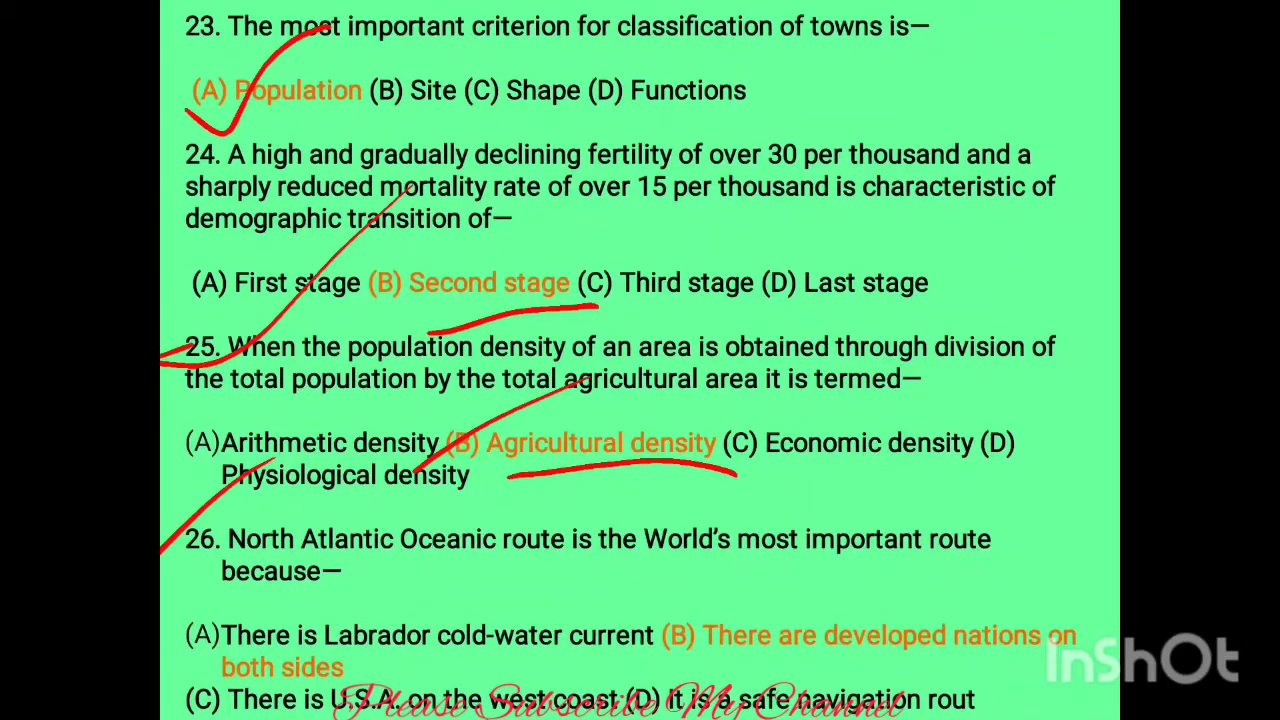 23. The most important criterion for classification of towns is—
(A) Population (B) Site (C) Shape (D) Functions
24. A high and gradually declining fertility of over 30 per thousand and a
sharply reduced mortality rate of over 15 per thousand is characteristic of
demographic transition of—
(A) First stage (B) Second stage (C) Third stage (D) Last stage
25. When the population density of an area is obtained through division of
the total population by the total agricultural area it is termed—
(A)Arithmetic density (B) Agricultural density (C) Economic density (D)
Physiological density
26. North Atlantic Oceanic route is the World’s most important route
because—
(A)There is Labrador cold-water current (B) There are developed nations on
both sides
(C) There is U.S.A. on the west coast (D) It is a safe navigation rout
Please Subscribe My Channel
InShOt